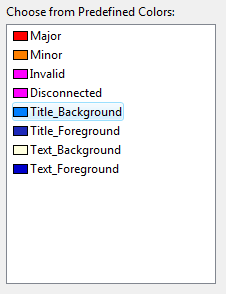 Choose from Predefined Colors:
Major
Minor
Invalid
Disconnected
Title_Background
Title_Foreground
Text_Background
Text_Foreground